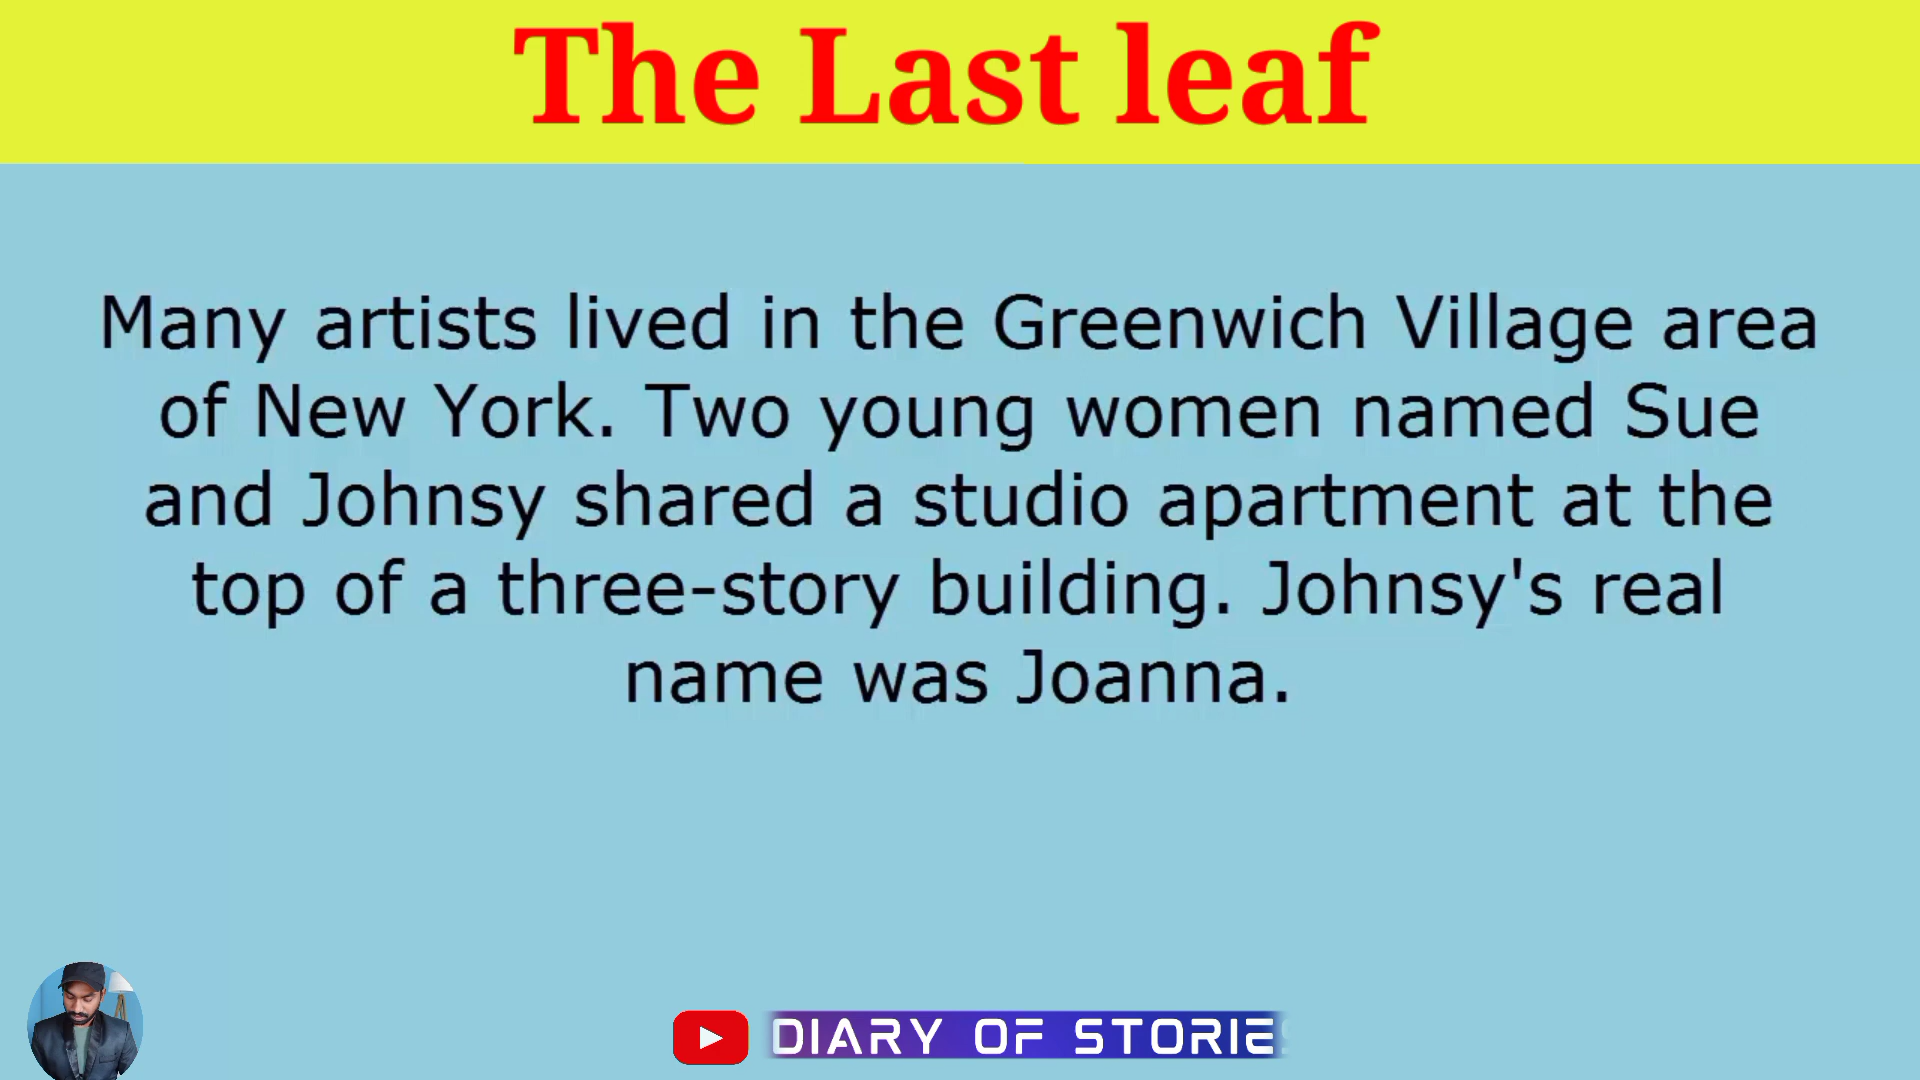 The Last leaf
Many artists lived in the Greenwich Village area
of New York. Two young women named Sue
and Johnsy shared a studio apartment at the
top of a three-story building. Johnsy's real
name was Joanna.
DIARY OF STORIES